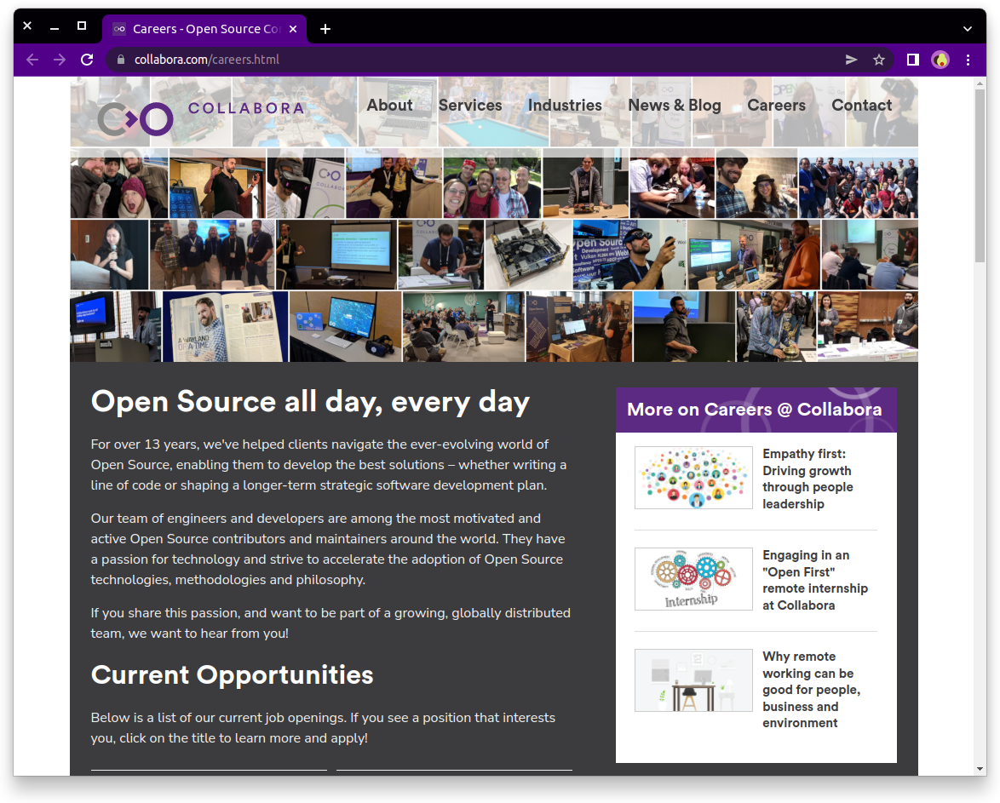 Careers - Open Source Co
collabora.com/careers.html
COLLABORA
About
Services
Industries
News & Blog
Careers
Contact
A WAYLAND
OF A TIME
Open Source all day, every day
For over 13 years, we've helped clients navigate the ever-evolving world of
Open Source, enabling them to develop the best solutions – whether writing a
line of code or shaping a longer-term strategic software development plan.
Our team of engineers and developers are among the most motivated and
active Open Source contributors and maintainers around the world. They have
a passion for technology and strive to accelerate the adoption of Open Source
technologies, methodologies and philosophy.
If you share this passion, and want to be part of a growing, globally distributed
team, we want to hear from you!
Current Opportunities
Below is a list of our current job openings. If you see a position that interests
you, click on the title to learn more and apply!
More on Careers @ Collabora
Empathy first:
Driving growth
through people
leadership
Internship
Engaging in an
"Open First"
remote internship
at Collabora
Why remote
working can be
good for people,
business and
environment